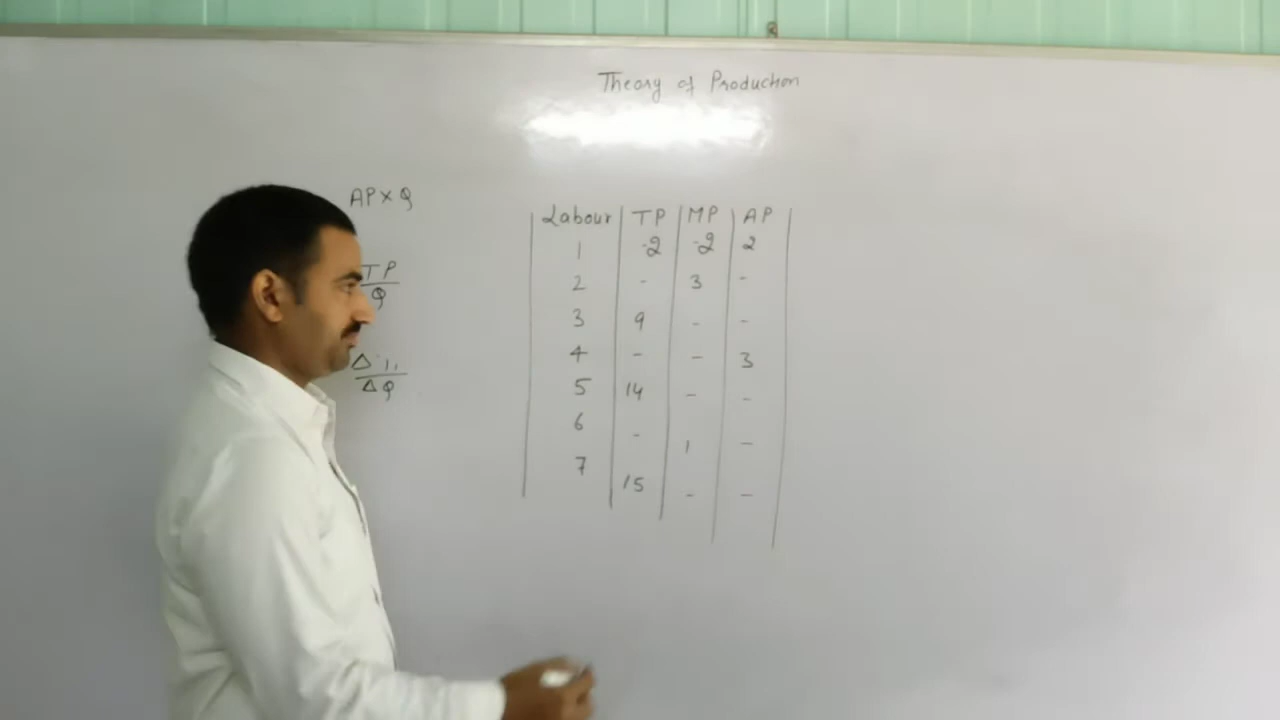 Theory of Production
AP×Q
TP
Q
Δ
ΔQ
Labour TP MP AP
1 2 2 2
2 - 3 -
3 9 - -
4 - - 3
5 14 - -
6 - 1 -
7 15 - -